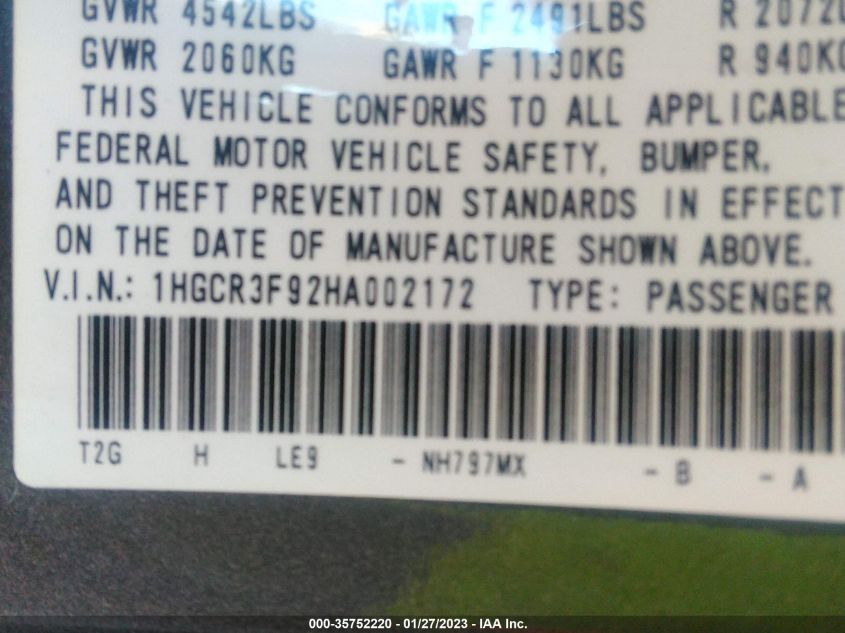 GVWR 4542LBS GAWR F 2491LBS R 2072
GVWR 2060KG GAWR F 1130KG R 940KG
THIS VEHICLE CONFORMS TO ALL APPLICABLE
FEDERAL MOTOR VEHICLE SAFETY, BUMPER,
AND THEFT PREVENTION STANDARDS IN EFFECT
ON THE DATE OF MANUFACTURE SHOWN ABOVE.
V.I.N.: 1HGCR3F92HA002172 TYPE: PASSENGER
T2G H LE9 - NH797MX - B - A
000-35752220 - 01/27/2023 - IAA Inc.